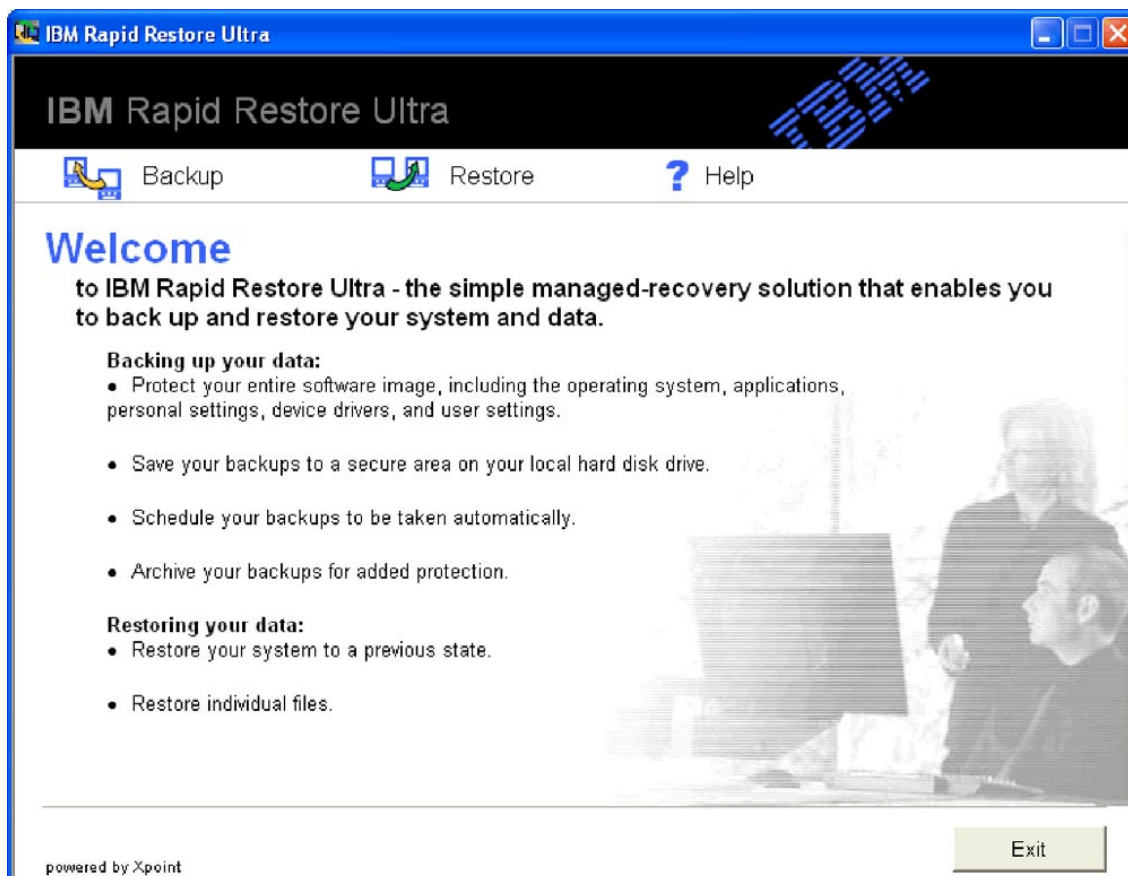 IBM Rapid Restore Ultra
IBM Rapid Restore Ultra
IBM
Backup
Restore
? Help
Welcome
to IBM Rapid Restore Ultra - the simple managed-recovery solution that enables you
to back up and restore your system and data.
Backing up your data:
• Protect your entire software image, including the operating system, applications,
personal settings, device drivers, and user settings.
• Save your backups to a secure area on your local hard disk drive.
• Schedule your backups to be taken automatically.
• Archive your backups for added protection.
Restoring your data:
• Restore your system to a previous state.
• Restore individual files.
Exit
powered by Xpoint